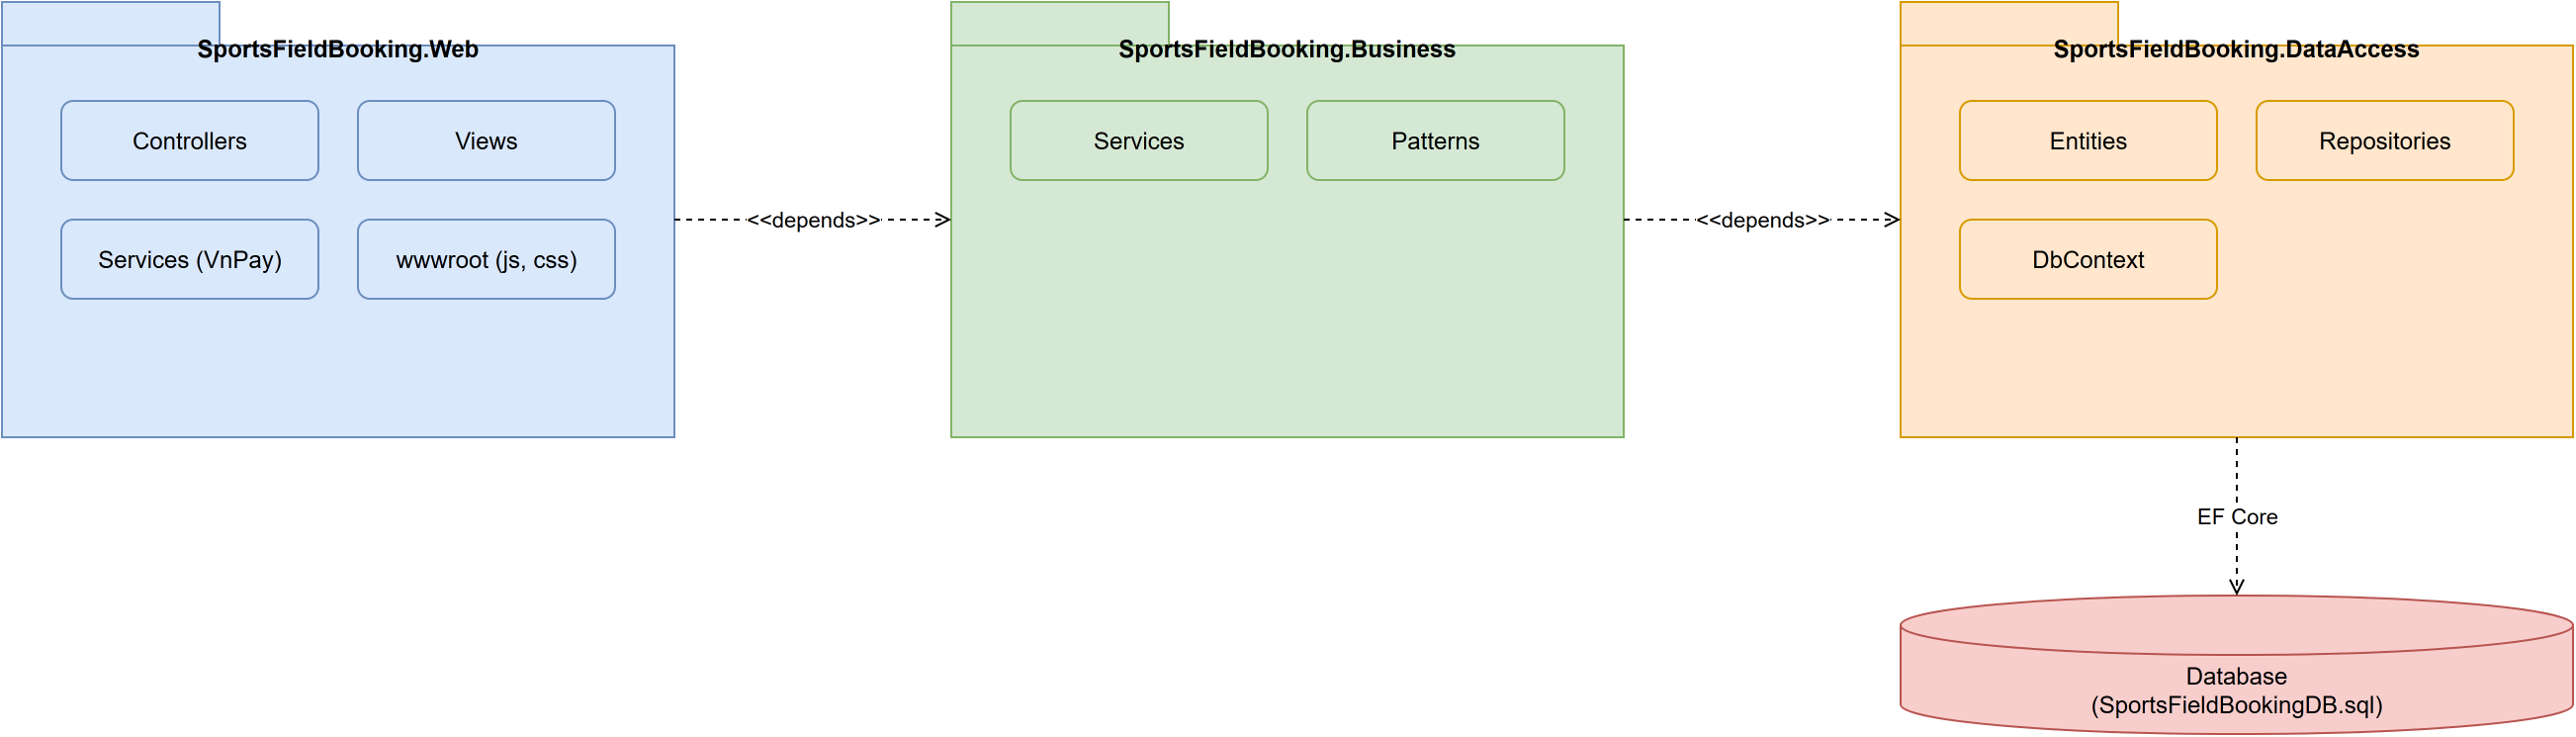 SportsFieldBooking.Web
Controllers
Views
Services (VnPay)
wwwroot (js, css)
<<depends>>
SportsFieldBooking.Business
Services
Patterns
<<depends>>
SportsFieldBooking.DataAccess
Entities
Repositories
DbContext
EF Core
Database
(SportsFieldBookingDB.sql)